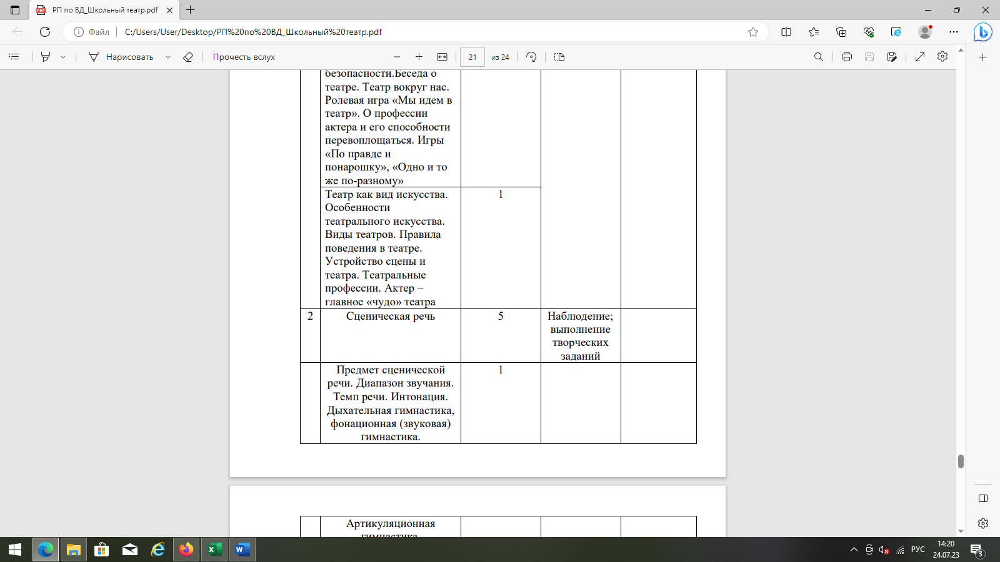 РП по ВД_Школьный театр.pdf
Файл
C:/Users/User/Desktop/РП%20по%20ВД_Школьный%20театр.pdf
Нарисовать
Прочесть вслух
21
из 24
безопасности.Беседа о
театре. Театр вокруг нас.
Ролевая игра «Мы идем в
театр». О профессии
актера и его способности
перевоплощаться. Игры
«По правде и
понарошку», «Одно и то
же по-разному»
Театр как вид искусства.
Особенности
театрального искусства.
Виды театров. Правила
поведения в театре.
Устройство сцены и
театра. Театральные
профессии. Актер –
главное «чудо» театра
1
2
Сценическая речь
5
Наблюдение;
выполнение
творческих
заданий
Предмет сценической
речи. Диапазон звучания.
Темп речи. Интонация.
Дыхательная гимнастика,
фонационная (звуковая)
гимнастика.
1
Артикуляционная
гимнастика
РУС
14:20
24.07.23
3